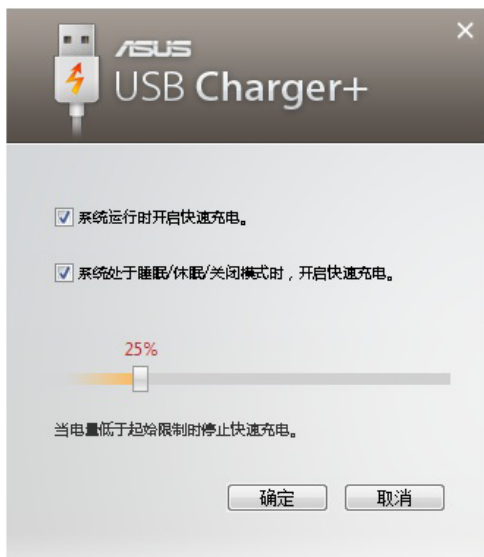 ASUS
USB Charger+
系统运行时开启快速充电。
系统处于睡眠/休眠/关闭模式时，开启快速充电。
25%
当电量低于起始限制时停止快速充电。
确定 取消